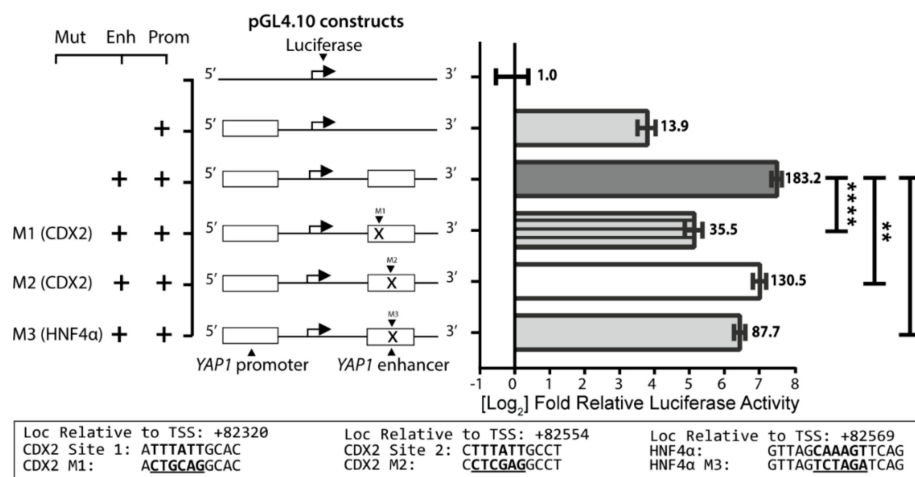 pGL4.10 constructs
Mut Enh Prom
Luciferase
5′ 3′ 1.0
+ 5′ 3′ 13.9
+ + 5′ 3′ 183.2
M1 (CDX2) + + 5′ M1 X 3′ 35.5 ****
M2 (CDX2) + + 5′ M2 X 3′ 130.5 **
M3 (HNF4α) + + 5′ M3 X 3′ 87.7
YAP1 promoter YAP1 enhancer
-1 0 1 2 3 4 5 6 7 8
[Log₂] Fold Relative Luciferase Activity
Loc Relative to TSS: +82320
CDX2 Site 1: ATTTATTGCAC
CDX2 M1: ACTGCAGGCAC
Loc Relative to TSS: +82554
CDX2 Site 2: CTTTATTGCCT
CDX2 M2: CCTCGAGGCCT
Loc Relative to TSS: +82569
HNF4α: GTTAGCAAAGTTCAG
HNF4α M3: GTTAGTCTAGATCAG